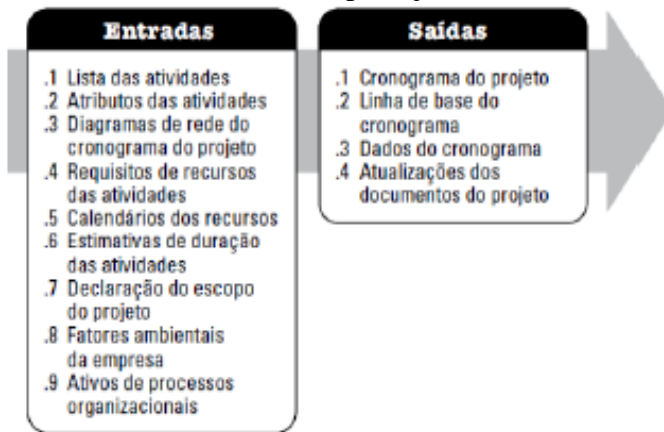 Entradas
.1 Lista das atividades
.2 Atributos das atividades
.3 Diagramas de rede do
cronograma do projeto
.4 Requisitos de recursos
das atividades
.5 Calendários dos recursos
.6 Estimativas de duração
das atividades
.7 Declaração do escopo
do projeto
.8 Fatores ambientais
da empresa
.9 Ativos de processos
organizacionais
Saídas
.1 Cronograma do projeto
.2 Linha de base do
cronograma
.3 Dados do cronograma
.4 Atualizações dos
documentos do projeto